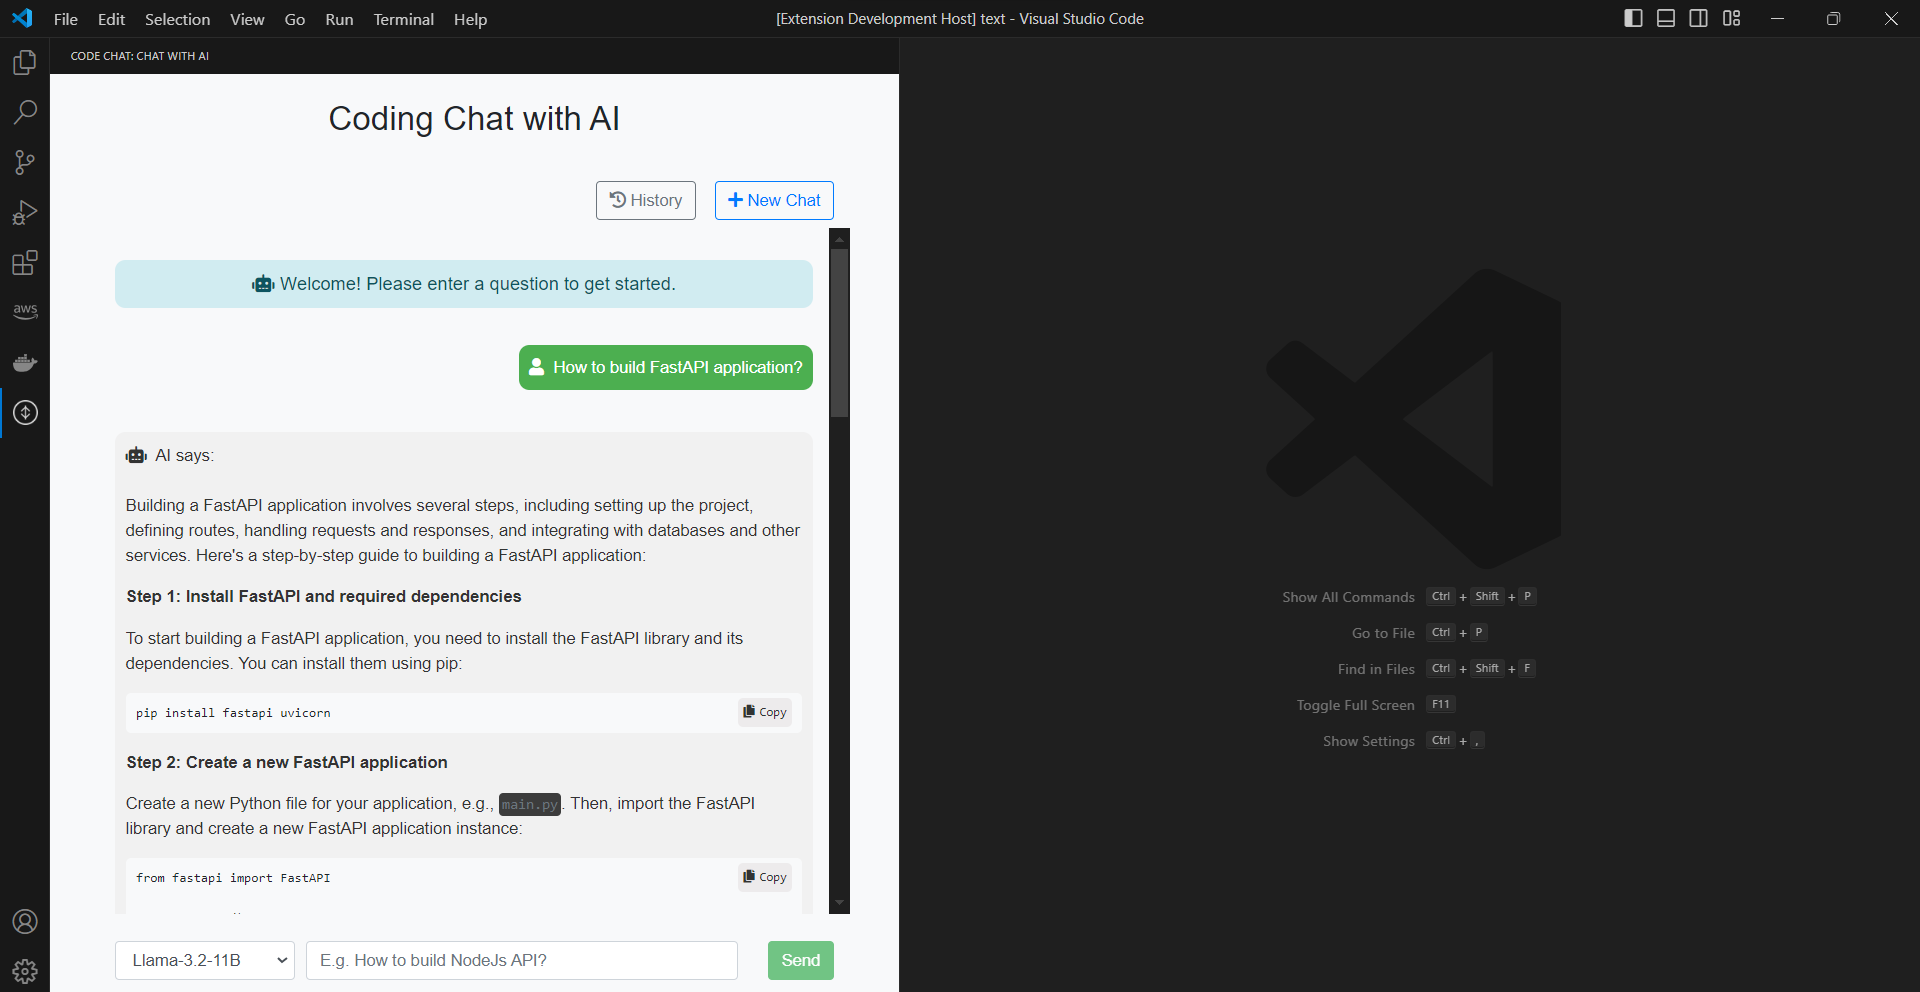 File Edit Selection View Go Run Terminal Help
[Extension Development Host] text - Visual Studio Code
CODE CHAT: CHAT WITH AI
Coding Chat with AI
History
New Chat
aws
Welcome! Please enter a question to get started.
How to build FastAPI application?
AI says:
Building a FastAPI application involves several steps, including setting up the project,
defining routes, handling requests and responses, and integrating with databases and other
services. Here's a step-by-step guide to building a FastAPI application:
Step 1: Install FastAPI and required dependencies
To start building a FastAPI application, you need to install the FastAPI library and its
dependencies. You can install them using pip:
pip install fastapi uvicorn
Copy
Step 2: Create a new FastAPI application
Create a new Python file for your application, e.g., main.py. Then, import the FastAPI
library and create a new FastAPI application instance:
from fastapi import FastAPI
Copy
Llama-3.2-11B
E.g. How to build NodeJs API?
Send
Show All Commands Ctrl + Shift + P
Go to File Ctrl + P
Find in Files Ctrl + Shift + F
Toggle Full Screen F11
Show Settings Ctrl + ,